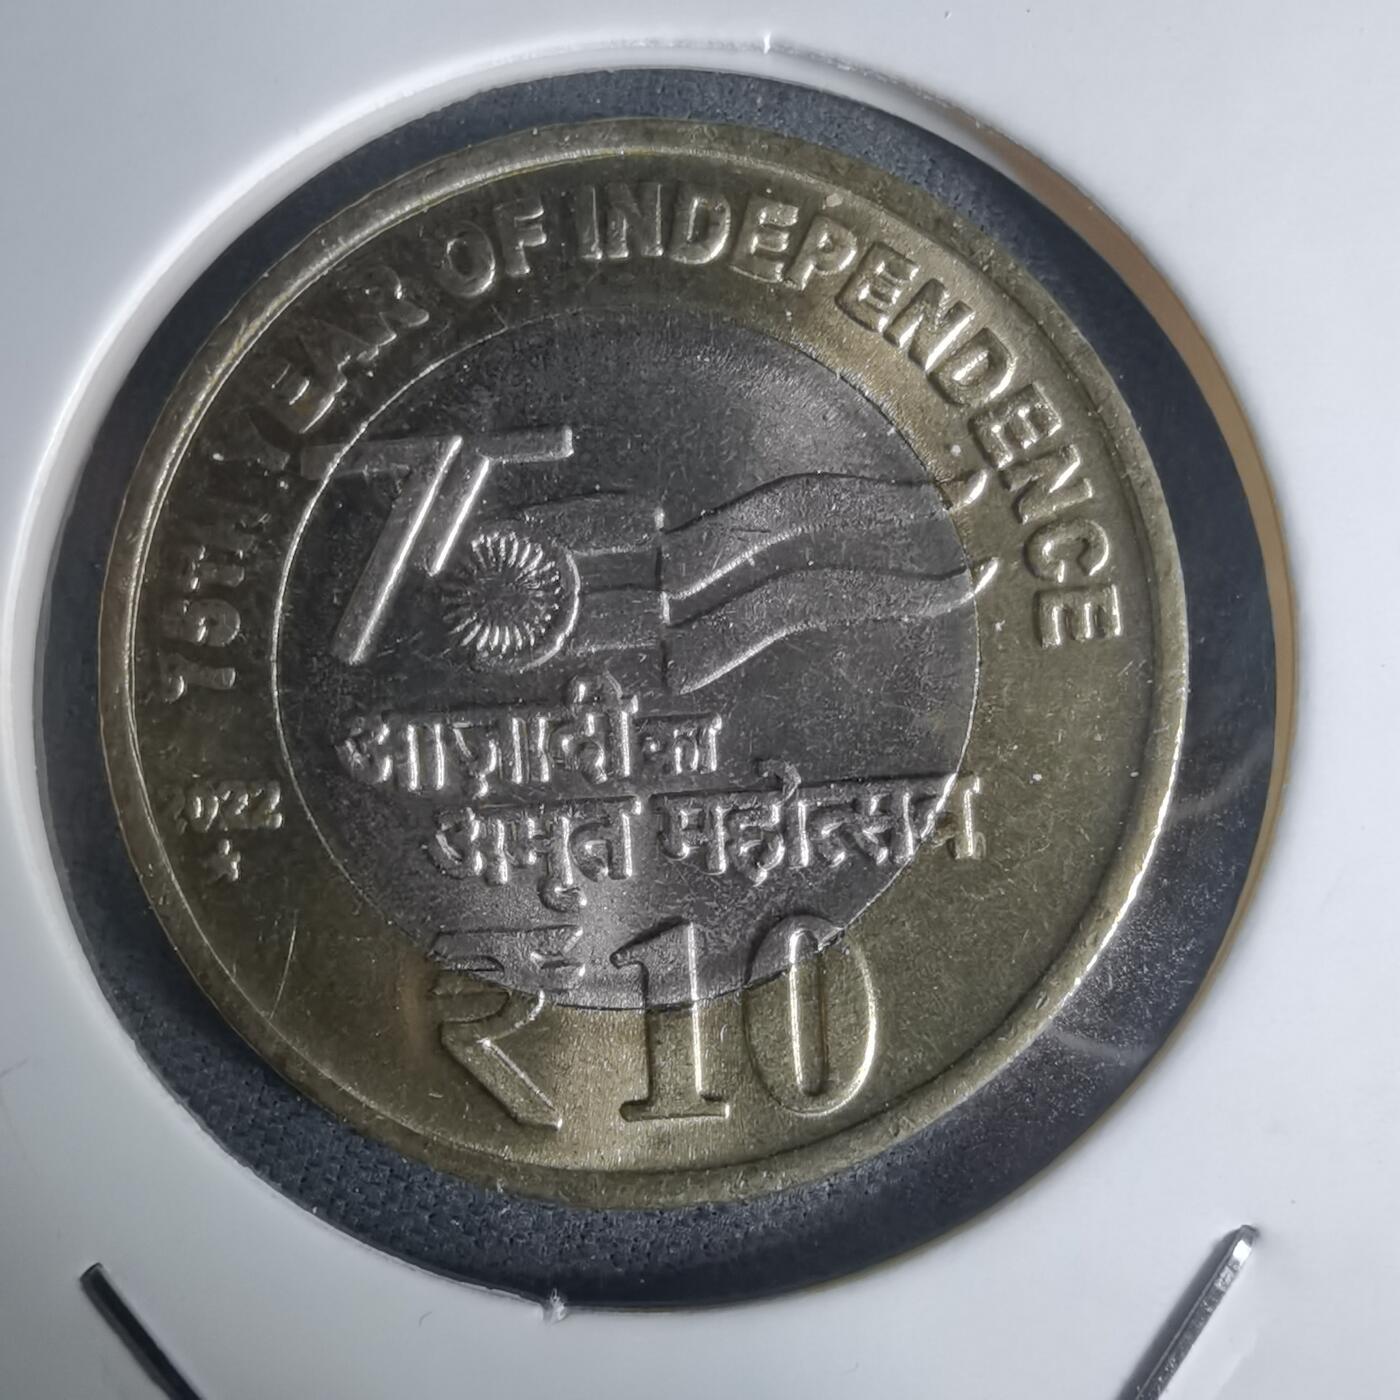 75TH YEAR OF INDEPENDENCE
75
आज़ादी का
अमृत महोत्सव
2022
₹10